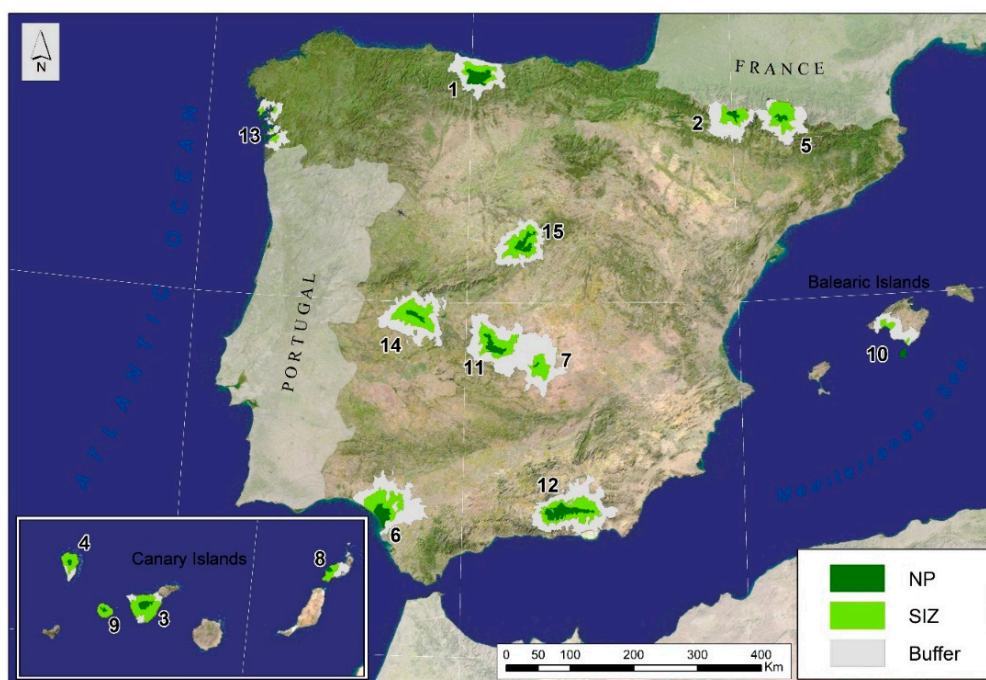 N
FRANCE
1
2
5
13
ATLANTIC OCEAN
PORTUGAL
15
Balearic Islands
14
11
7
10
Mediterranean Sea
12
6
4
Canary Islands
8
9
3
NP
SIZ
Buffer
0 50 100 200 300 400
Km